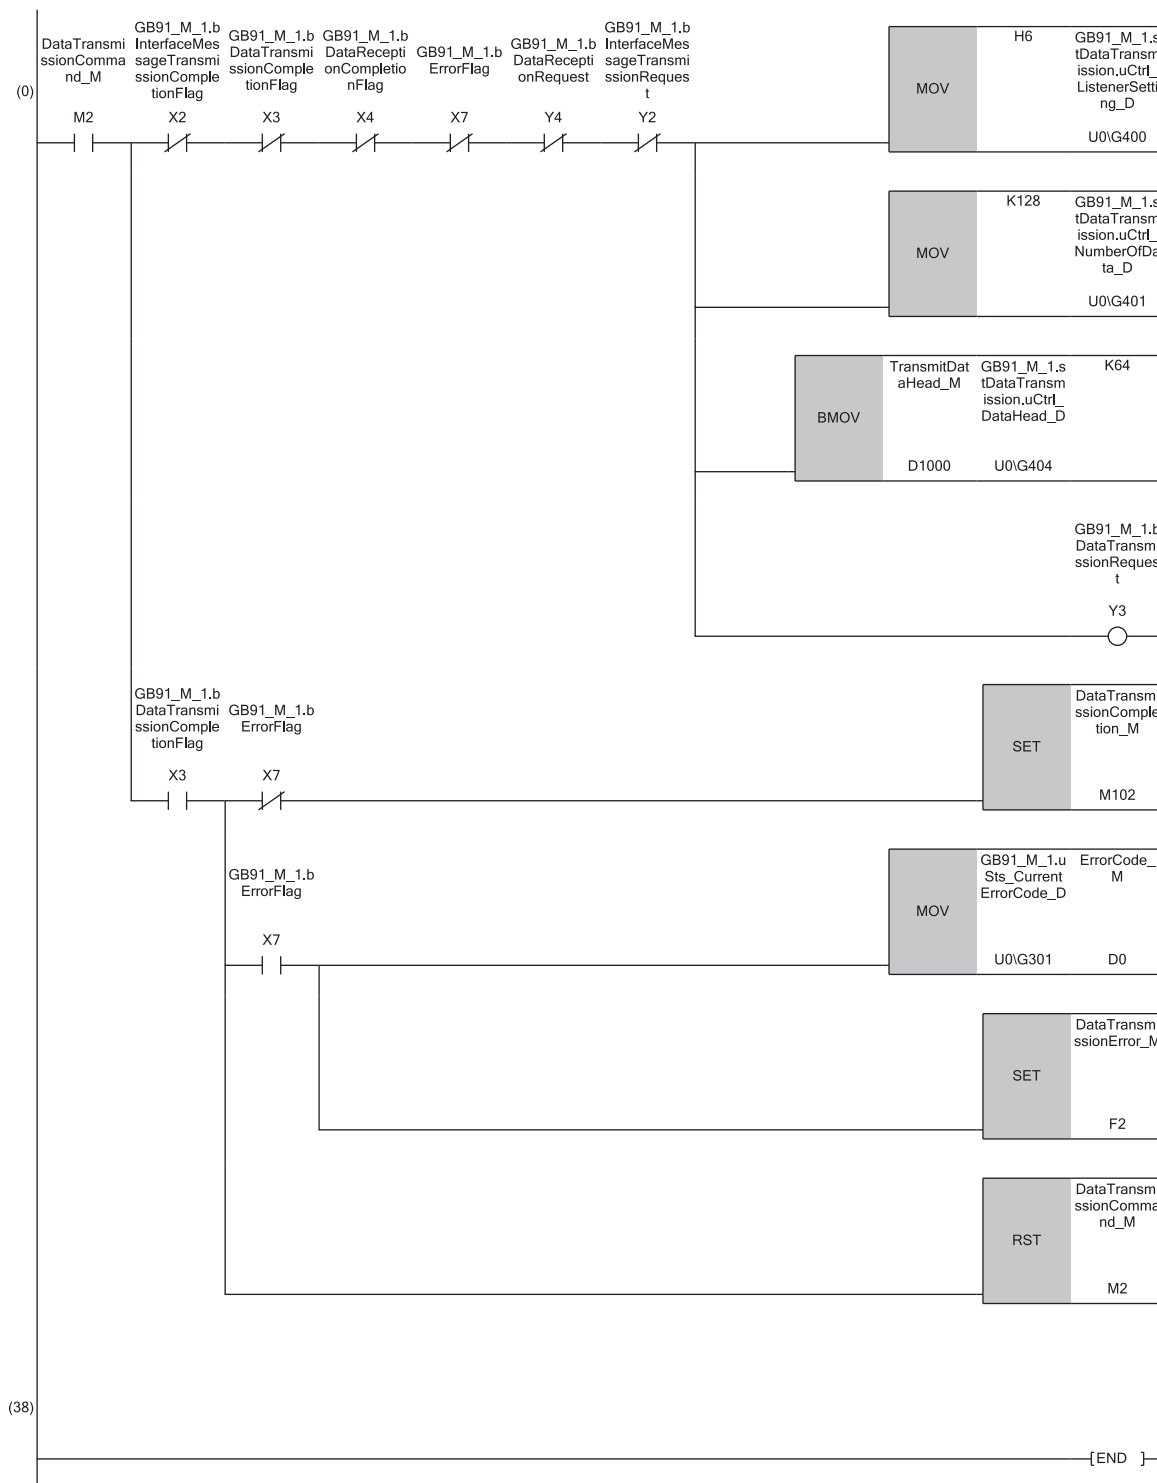 GB91_M_1.b
GB91_M_1.b
DataTransmi
InterfaceMes
GB91_M_1.b
GB91_M_1.b
GB91_M_1.b
InterfaceMes
ssionComma
sageTransmi
DataTransmi
DataRecepti
GB91_M_1.b
DataRecepti
sageTransmi
nd_M
ssionComple
ssionComple
onCompletio
ErrorFlag
onRequest
ssionReques
tionFlag
tionFlag
nFlag
t
(0)
M2
X2
X3
X4
X7
Y4
Y2
MOV
H6
GB91_M_1.s
tDataTransm
ission.uCtrl_
ListenerSetti
ng_D
U0\G400
MOV
K128
GB91_M_1.s
tDataTransm
ission.uCtrl_
NumberOfDa
ta_D
U0\G401
BMOV
TransmitDat
aHead_M
D1000
GB91_M_1.s
tDataTransm
ission.uCtrl_
DataHead_D
U0\G404
K64
GB91_M_1.b
DataTransm
ssionReques
t
Y3
GB91_M_1.b
DataTransmi
ssionComple
tionFlag
X3
GB91_M_1.b
ErrorFlag
X7
SET
DataTransm
ssionComple
tion_M
M102
GB91_M_1.b
ErrorFlag
X7
MOV
GB91_M_1.u
Sts_Current
ErrorCode_D
U0\G301
ErrorCode_
M
D0
SET
DataTransm
ssionError_M
F2
RST
DataTransm
ssionComma
nd_M
M2
(38)
[END ]